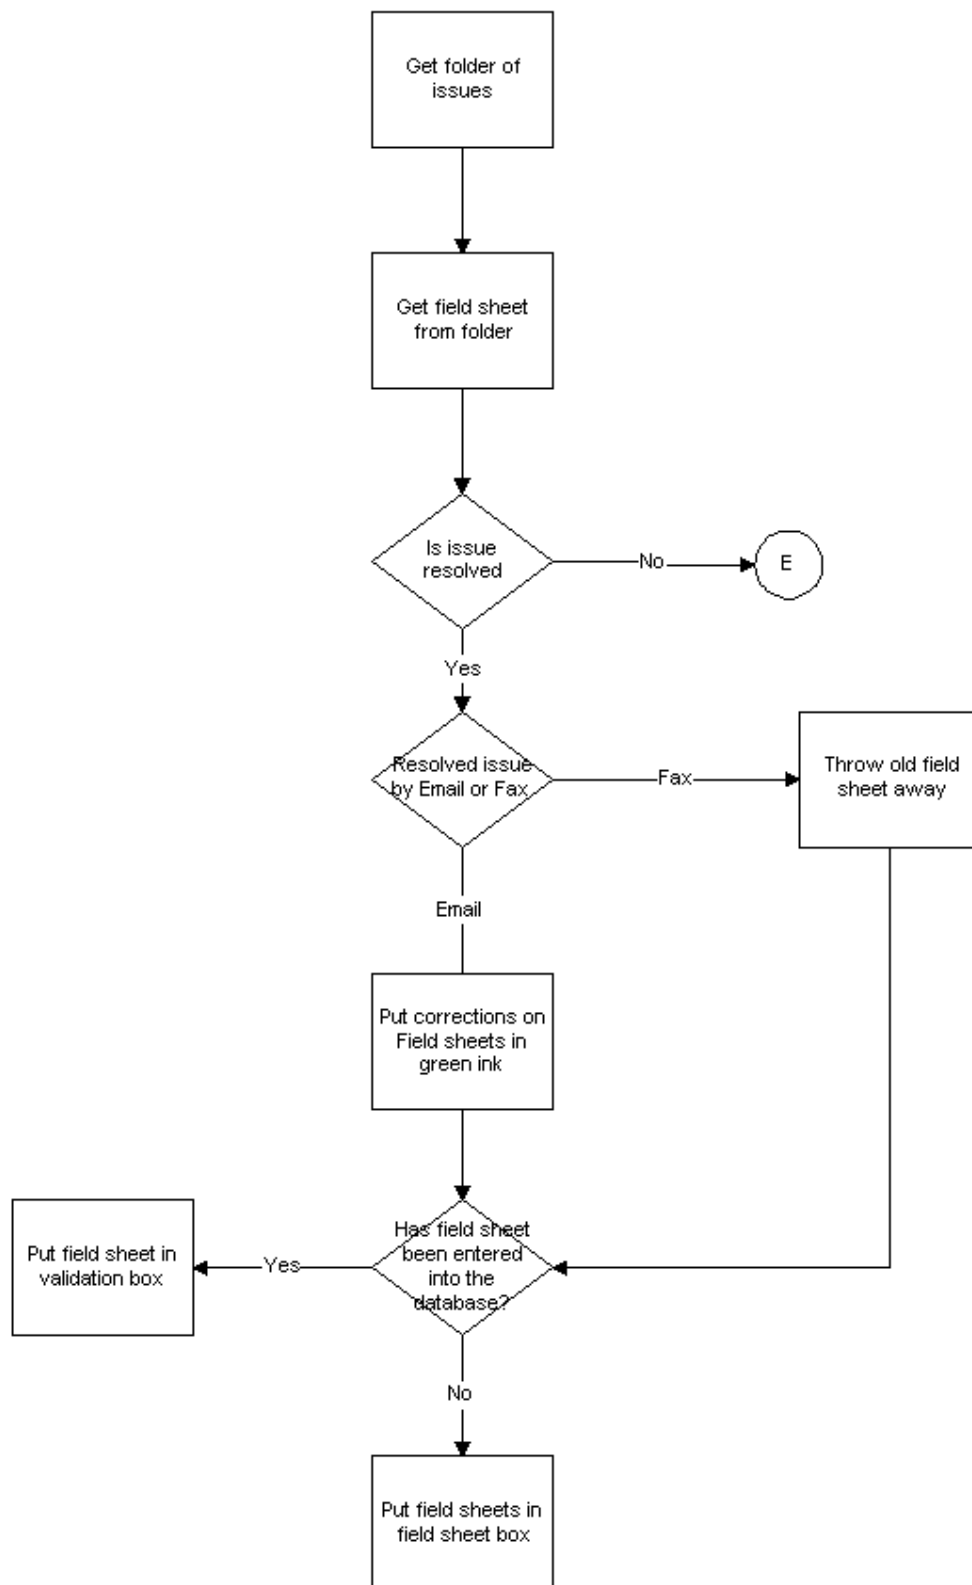 Get folder of
issues
Get field sheet
from folder
Is issue
resolved
No
E
Yes
Resolved issue
by Email or Fax
Fax
Throw old field
sheet away
Email
Put corrections on
Field sheets in
green ink
Has field sheet
been entered
into the
database?
Yes
Put field sheet in
validation box
No
Put field sheets in
field sheet box